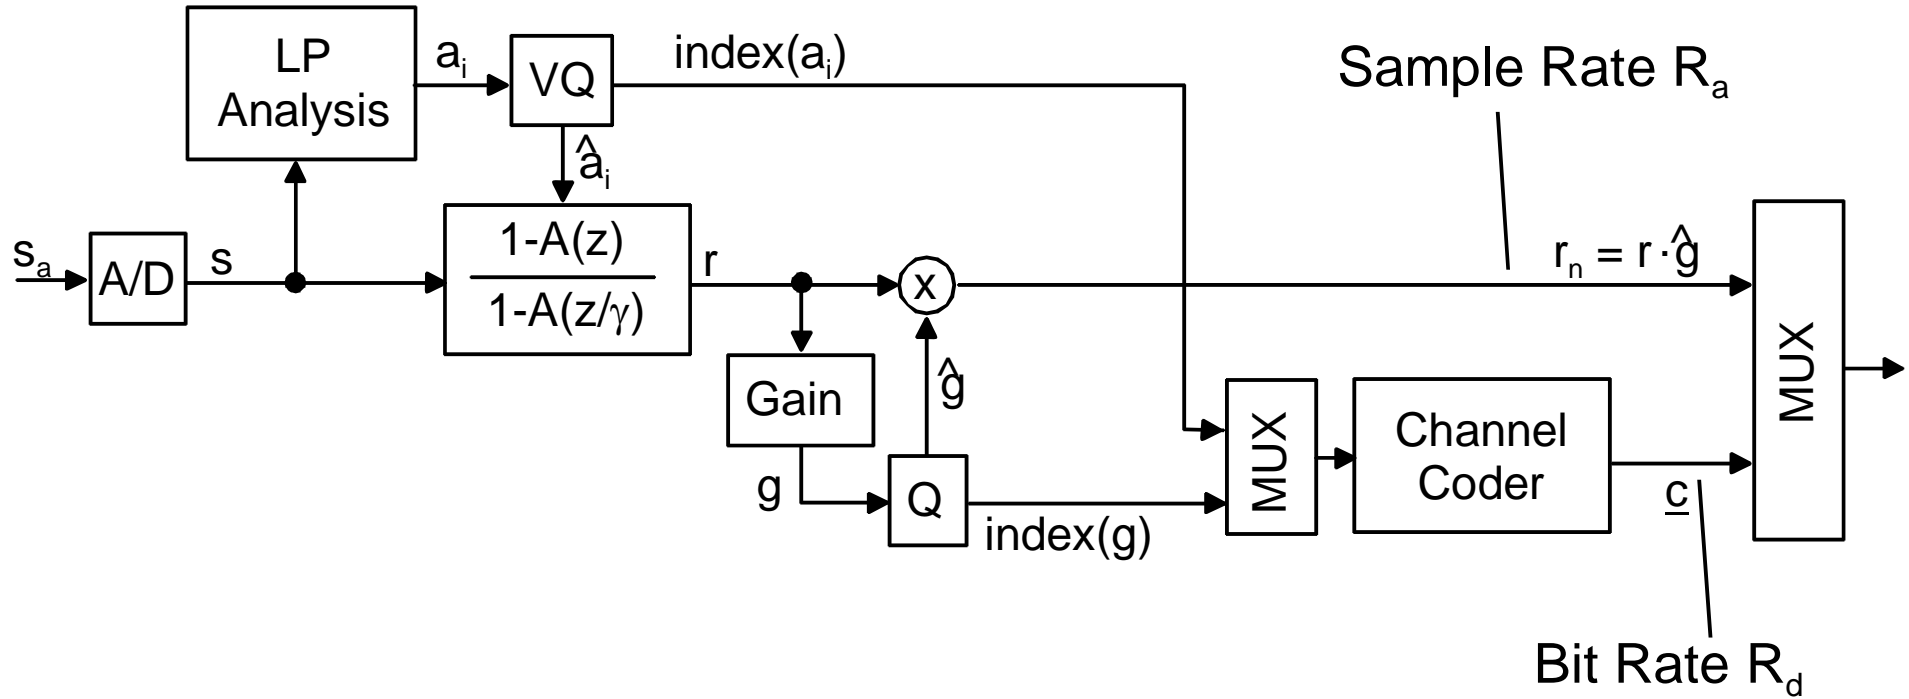 LP
Analysis
a_i
VQ
index(a_i)
Sample Rate R_a
â_i
s_a
A/D
s
1-A(z)
1-A(z/γ)
r
x
r_n = r·ĝ
MUX
Gain
ĝ
g
Q
index(g)
MUX
Channel
Coder
c
Bit Rate R_d